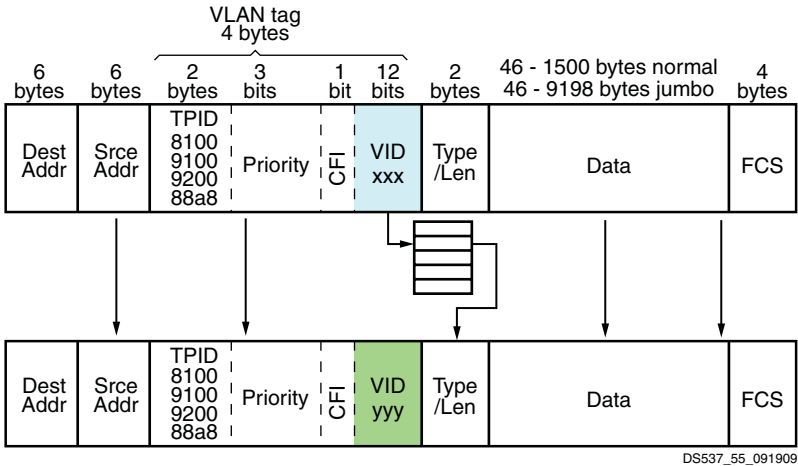 VLAN tag
4 bytes
6 bytes
6 bytes
2 bytes
3 bits
1 bit
12 bits
2 bytes
46 - 1500 bytes normal
46 - 9198 bytes jumbo
4 bytes
Dest
Addr
Srce
Addr
TPID
8100
9100
9200
88a8
Priority
CFI
VID
xxx
Type
/Len
Data
FCS
Dest
Addr
Srce
Addr
TPID
8100
9100
9200
88a8
Priority
CFI
VID
yyy
Type
/Len
Data
FCS
DS537_55_091909